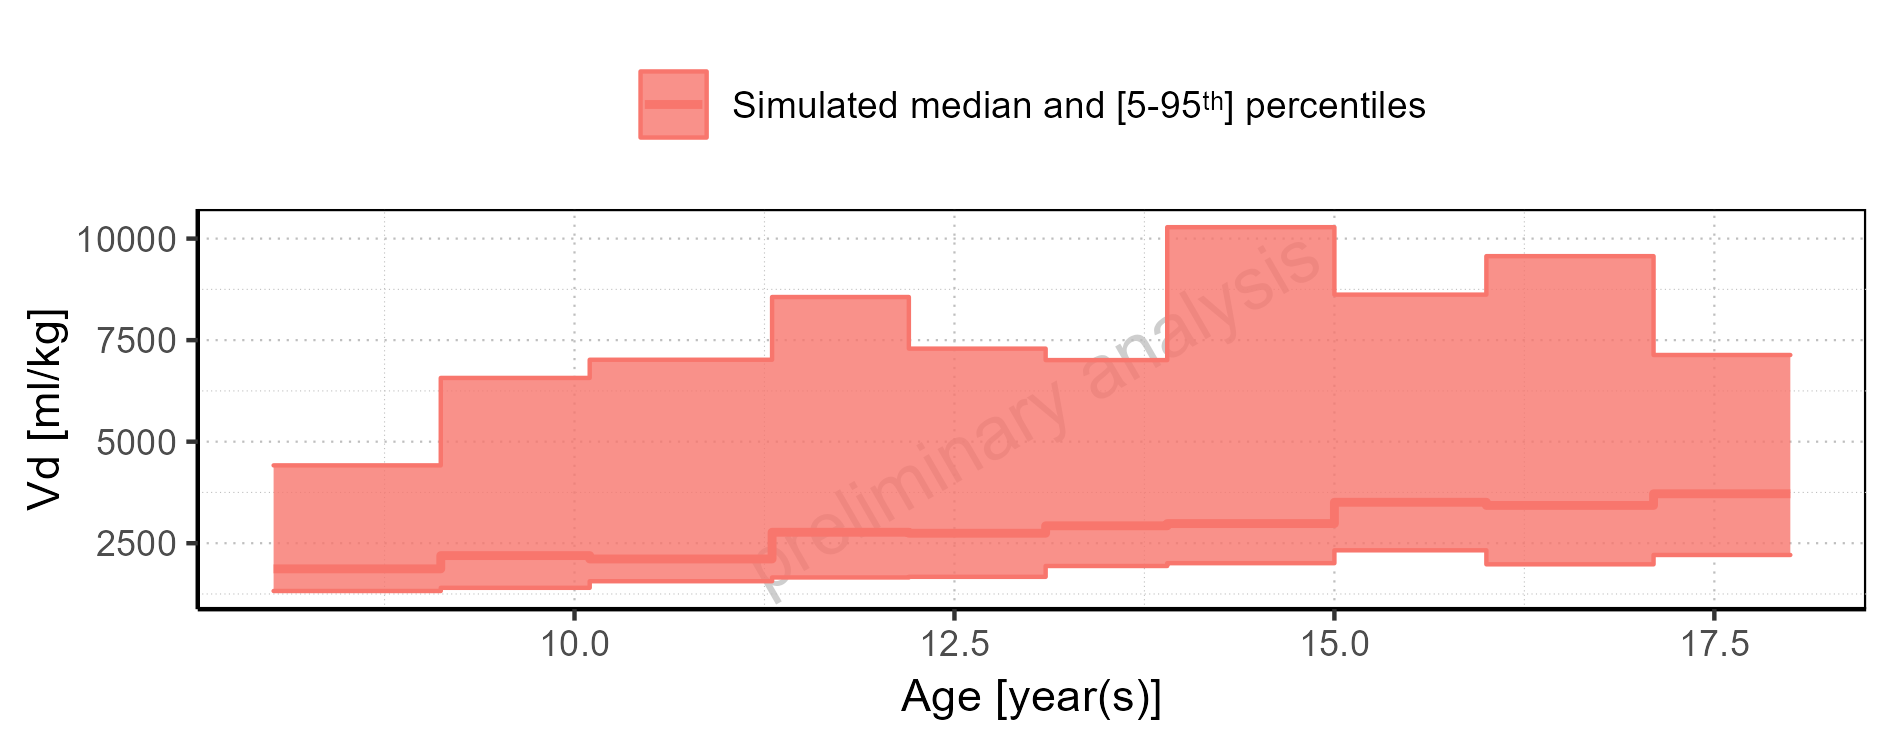 Simulated median and [5-95th] percentiles
10000
7500
5000
2500
Vd [ml/kg]
preliminary analysis
10.0 12.5 15.0 17.5
Age [year(s)]